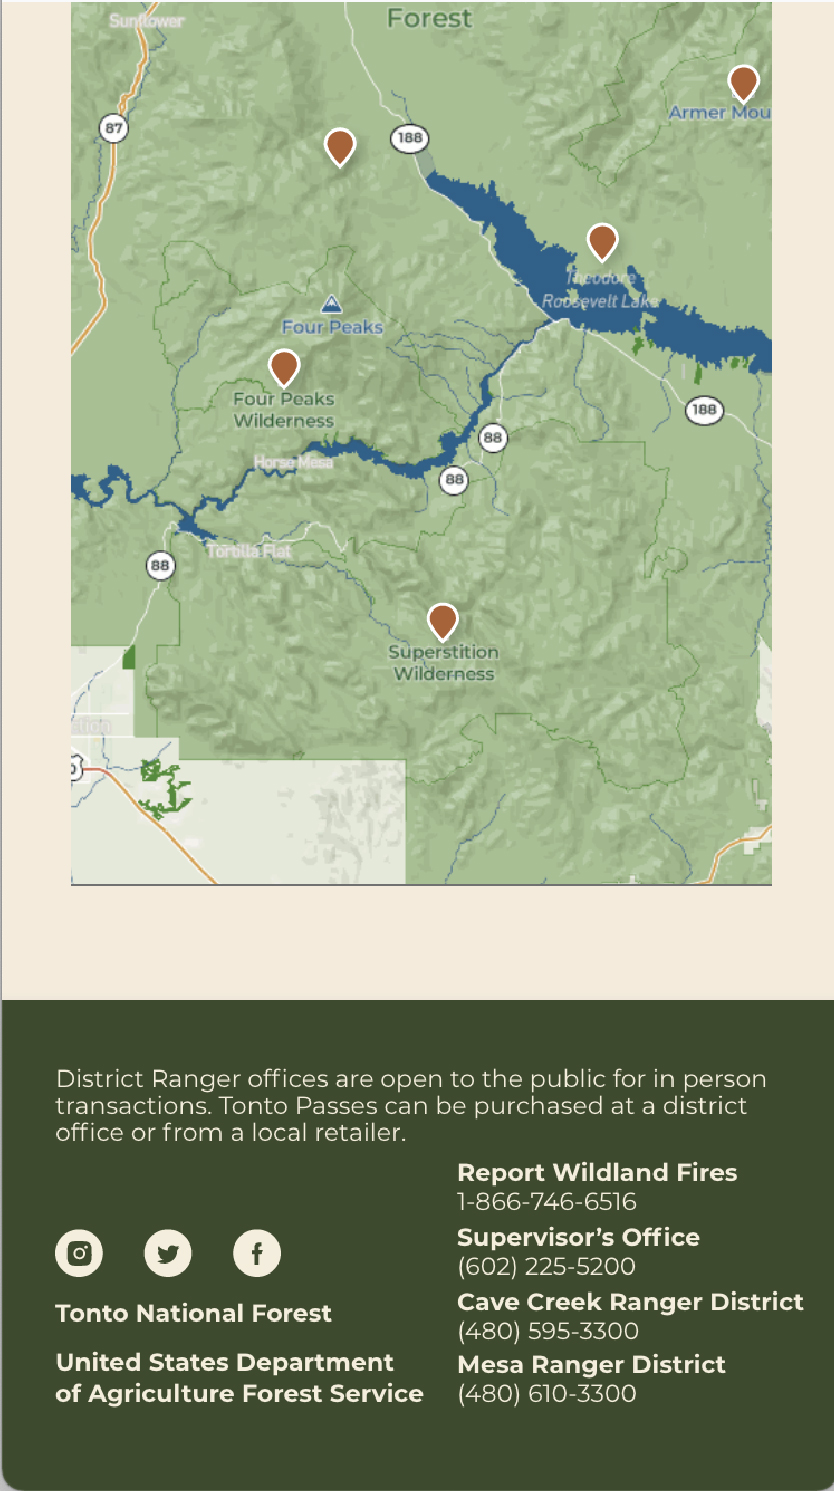 Sunflower
Forest
Armer Mou
87
188
Theodore
Roosevelt Lake
Four Peaks
Four Peaks
Wilderness
188
88
Horse Mesa
88
Tortilla Flat
88
Superstition
Wilderness
ction
District Ranger offices are open to the public for in person
transactions. Tonto Passes can be purchased at a district
office or from a local retailer.
Report Wildland Fires
1-866-746-6516
Supervisor’s Office
(602) 225-5200
Cave Creek Ranger District
(480) 595-3300
Mesa Ranger District
(480) 610-3300
Tonto National Forest
United States Department
of Agriculture Forest Service